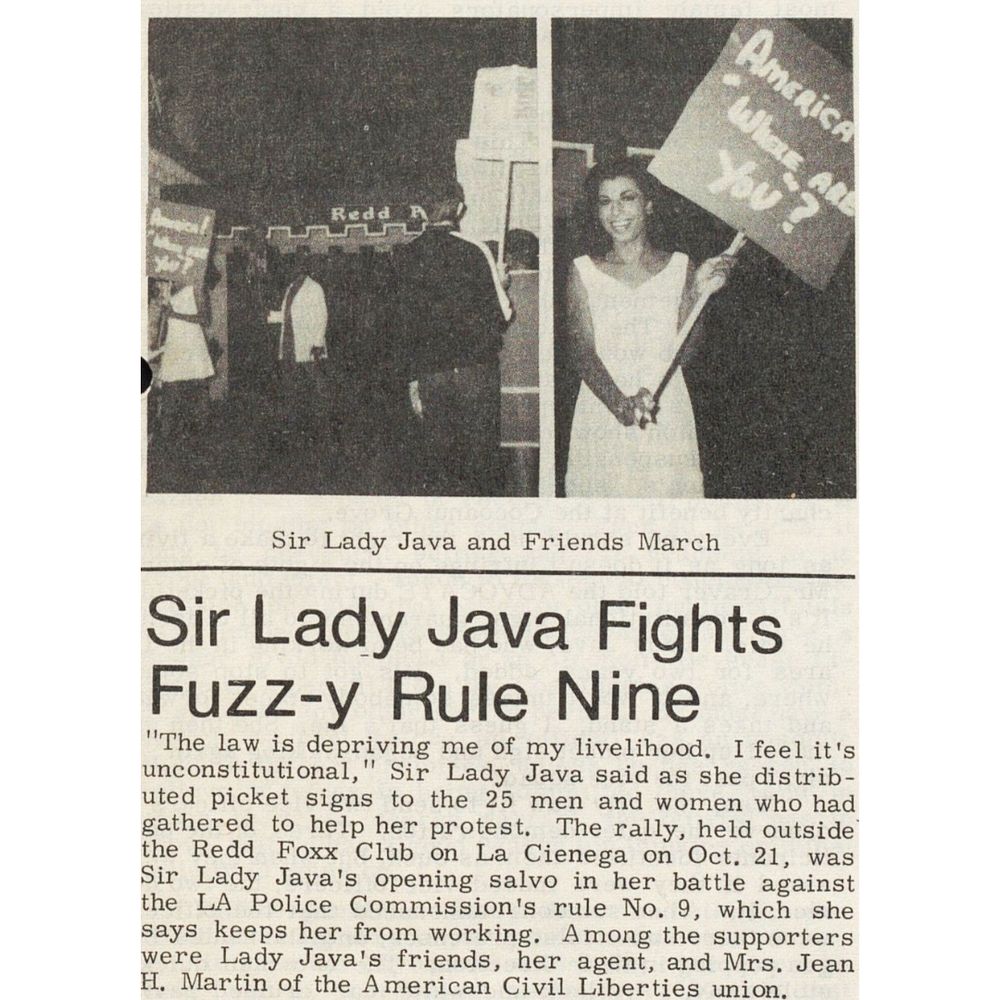 America!
Where are
You?
Redd
America
"Where are
You"?
Sir Lady Java and Friends March
Sir Lady Java Fights
Fuzz-y Rule Nine
"The law is depriving me of my livelihood. I feel it's
unconstitutional," Sir Lady Java said as she distrib-
uted picket signs to the 25 men and women who had
gathered to help her protest. The rally, held outside
the Redd Foxx Club on La Cienega on Oct. 21, was
Sir Lady Java's opening salvo in her battle against
the LA Police Commission's rule No. 9, which she
says keeps her from working. Among the supporters
were Lady Java's friends, her agent, and Mrs. Jean
H. Martin of the American Civil Liberties union.